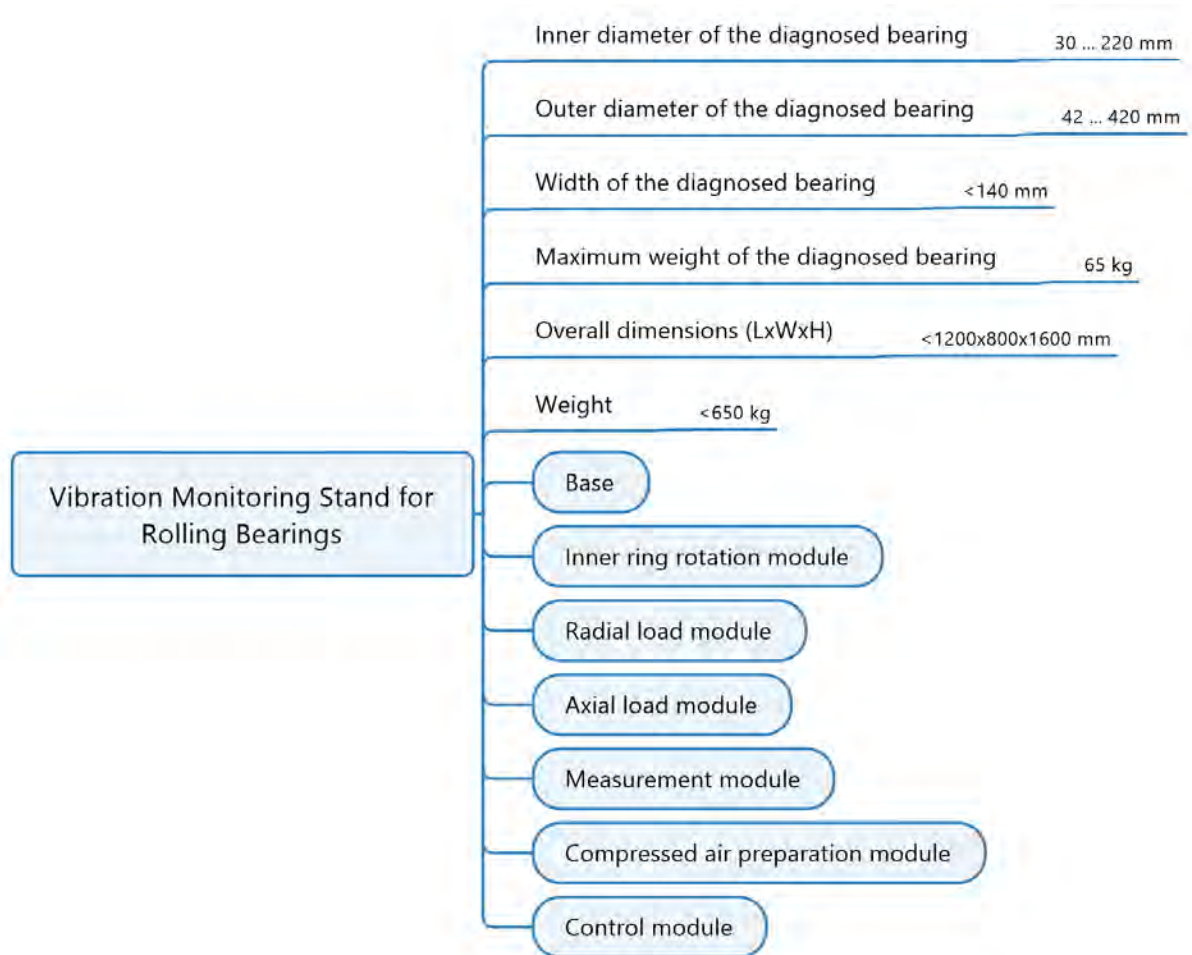 Inner diameter of the diagnosed bearing 30 ... 220 mm
Outer diameter of the diagnosed bearing 42 ... 420 mm
Width of the diagnosed bearing <140 mm
Maximum weight of the diagnosed bearing 65 kg
Overall dimensions (LxWxH) <1200x800x1600 mm
Weight <650 kg
Vibration Monitoring Stand for
Rolling Bearings
Base
Inner ring rotation module
Radial load module
Axial load module
Measurement module
Compressed air preparation module
Control module